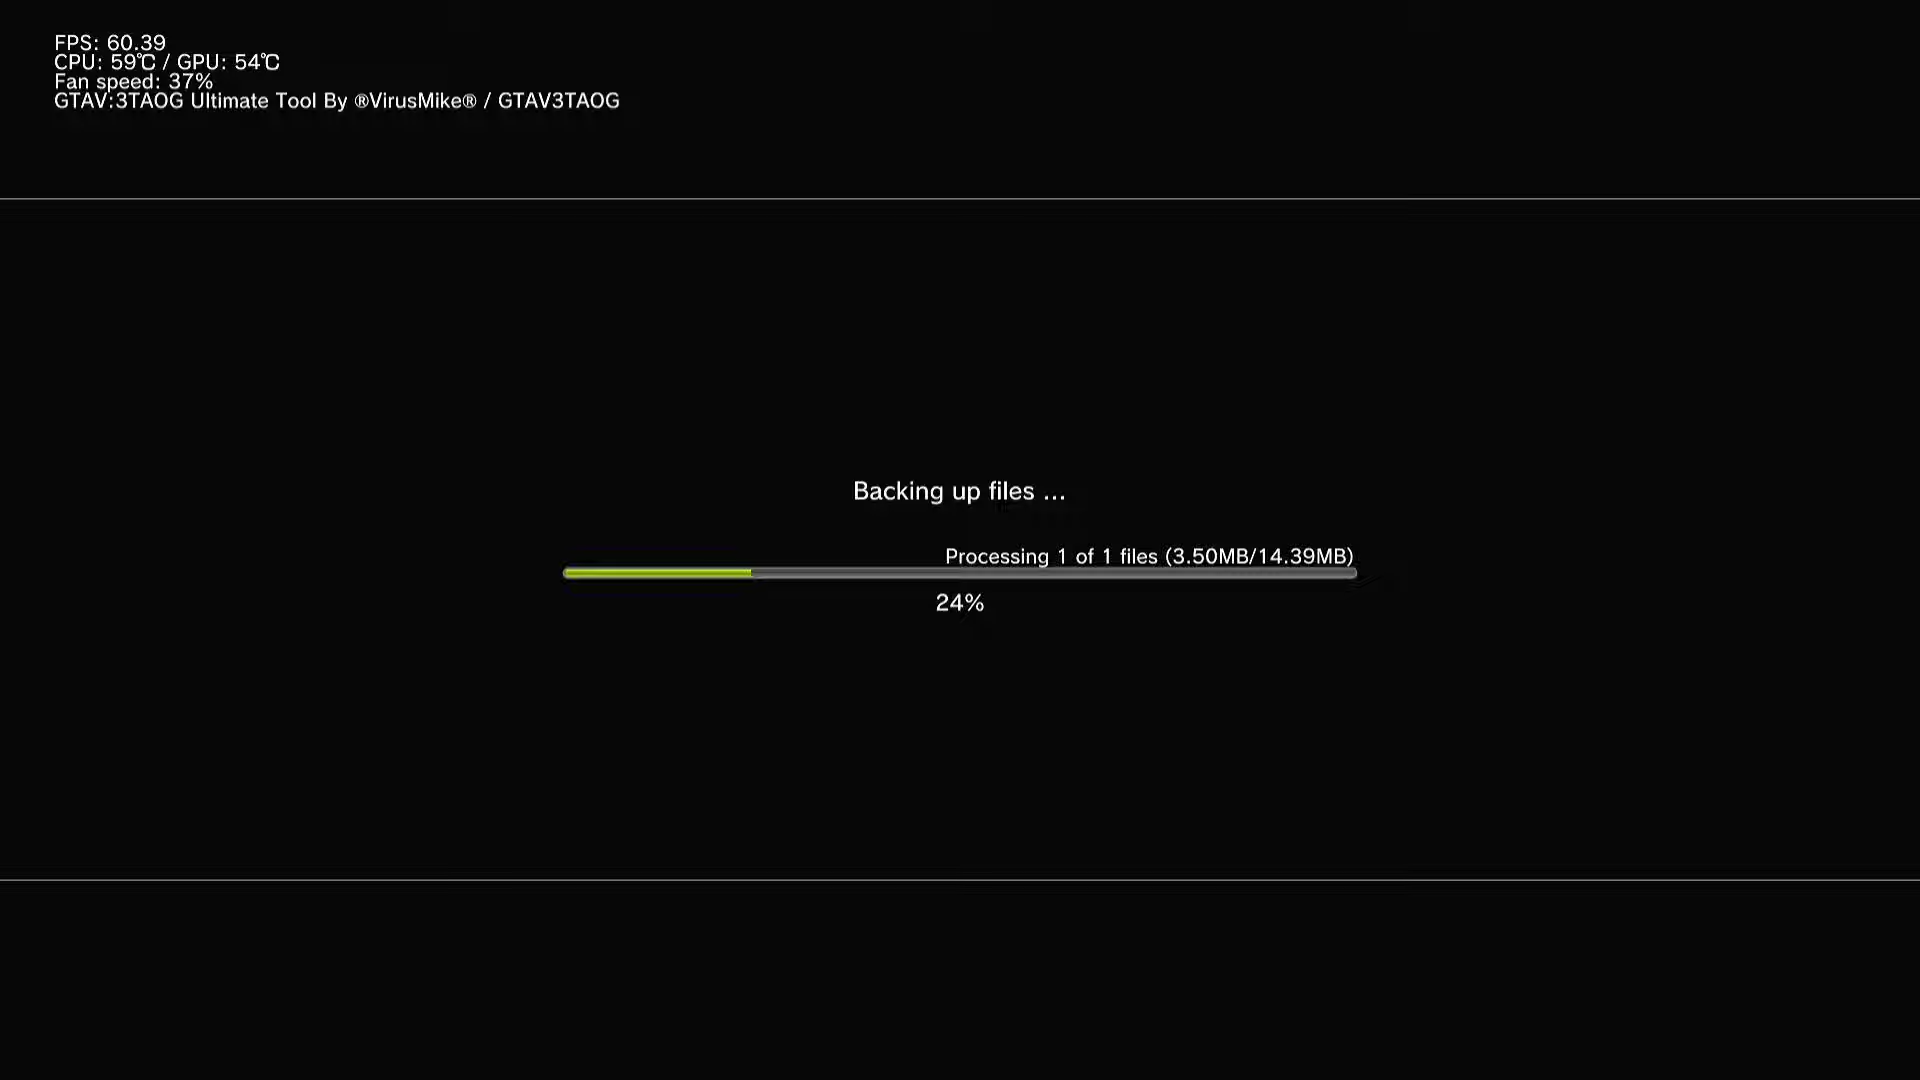 FPS: 60.39
CPU: 59℃ / GPU: 54℃
Fan speed: 37%
GTAV:3TAOG Ultimate Tool By ®VirusMike® / GTAV3TAOG
Backing up files ...
Processing 1 of 1 files (3.50MB/14.39MB)
24%